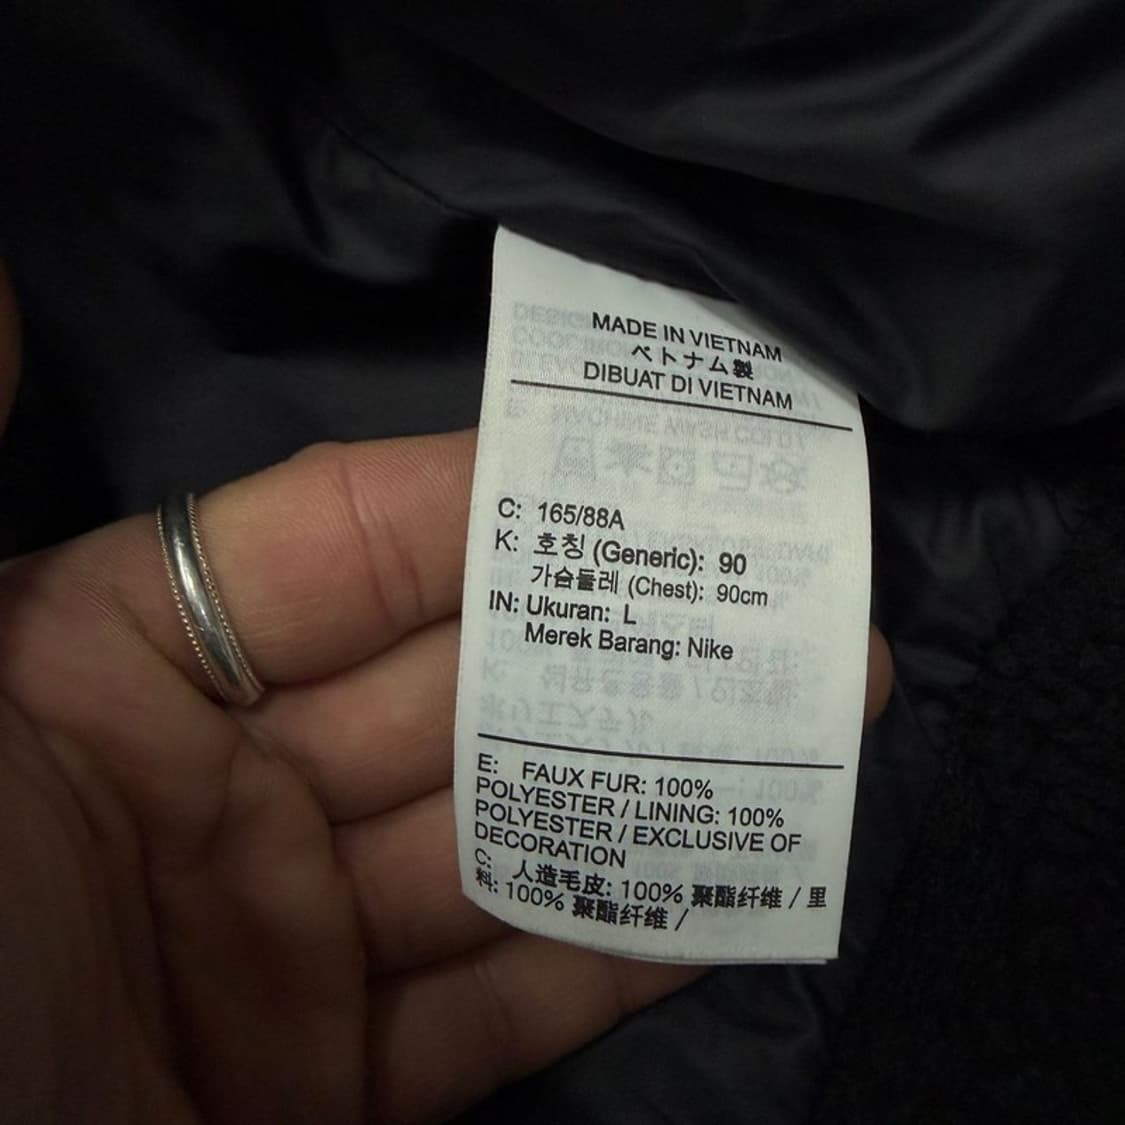 MADE IN VIETNAM
ベトナム製
DIBUAT DI VIETNAM
C: 165/88A
K: 호칭 (Generic): 90
가슴둘레 (Chest): 90cm
IN: Ukuran: L
Merek Barang: Nike
E: FAUX FUR: 100%
POLYESTER / LINING: 100%
POLYESTER / EXCLUSIVE OF
DECORATION
C: 人造毛皮: 100% 聚酯纤维 / 里
料: 100% 聚酯纤维 /